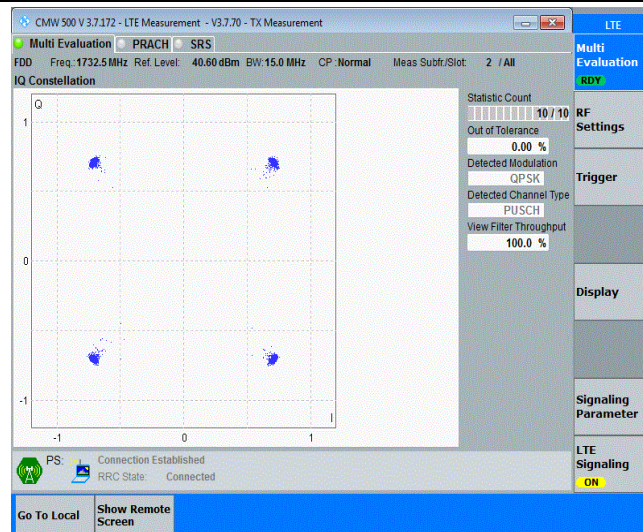 CMW 500 V 3.7.172 - LTE Measurement - V3.7.70 - TX Measurement
LTE
Multi Evaluation PRACH SRS
Multi
Evaluation
RDY
FDD Freq.: 1732.5 MHz Ref. Level: 40.60 dBm BW: 15.0 MHz CP : Normal Meas Subfr./Slot: 2 / All
IQ Constellation
Q
1
0
-1
-1 0 1
I
Statistic Count
10 / 10
Out of Tolerance
0.00 %
Detected Modulation
QPSK
Detected Channel Type
PUSCH
View Filter Throughput
100.0 %
RF
Settings
Trigger
Display
Signaling
Parameter
LTE
Signaling
ON
PS: Connection Established
RRC State: Connected
Go To Local
Show Remote
Screen